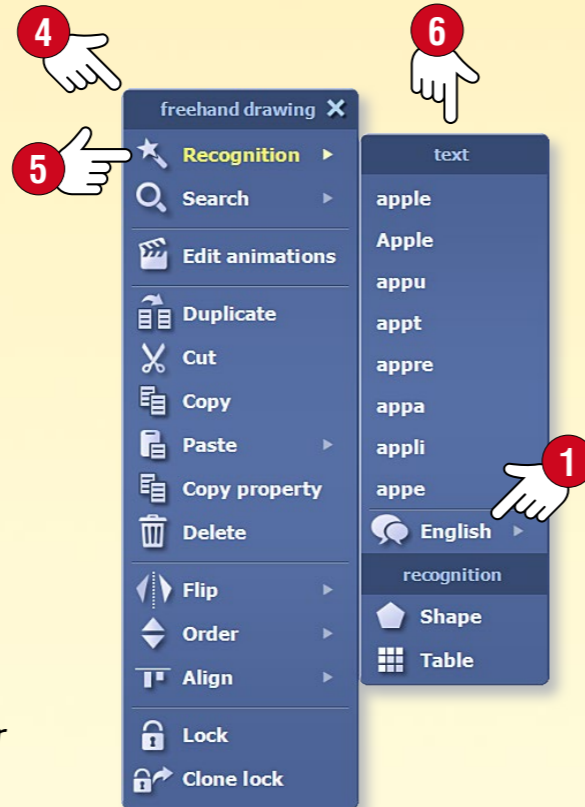 4
6
freehand drawing
5
Recognition
Search
Edit animations
Duplicate
Cut
Copy
Paste
Copy property
Delete
Flip
Order
Align
Lock
Clone lock
text
apple
Apple
appu
appt
appre
appa
appli
appe
1
English
recognition
Shape
Table
r